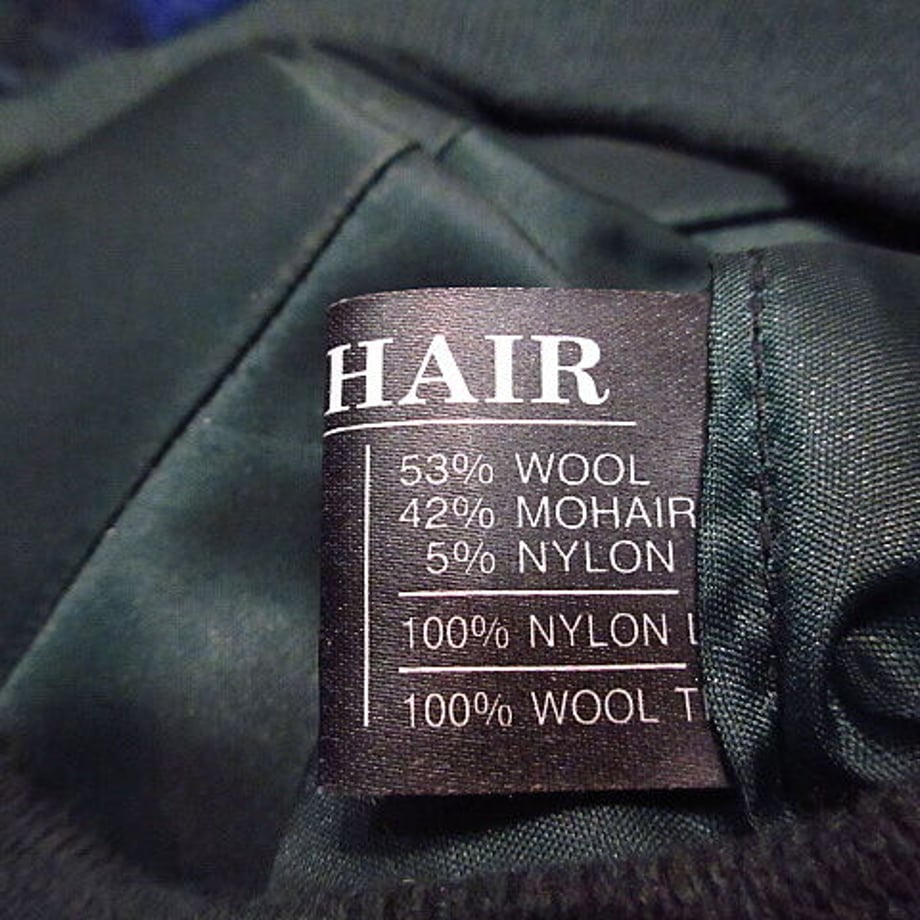 HAIR
53% WOOL
42% MOHAIR
5% NYLON
100% NYLON L
100% WOOL T